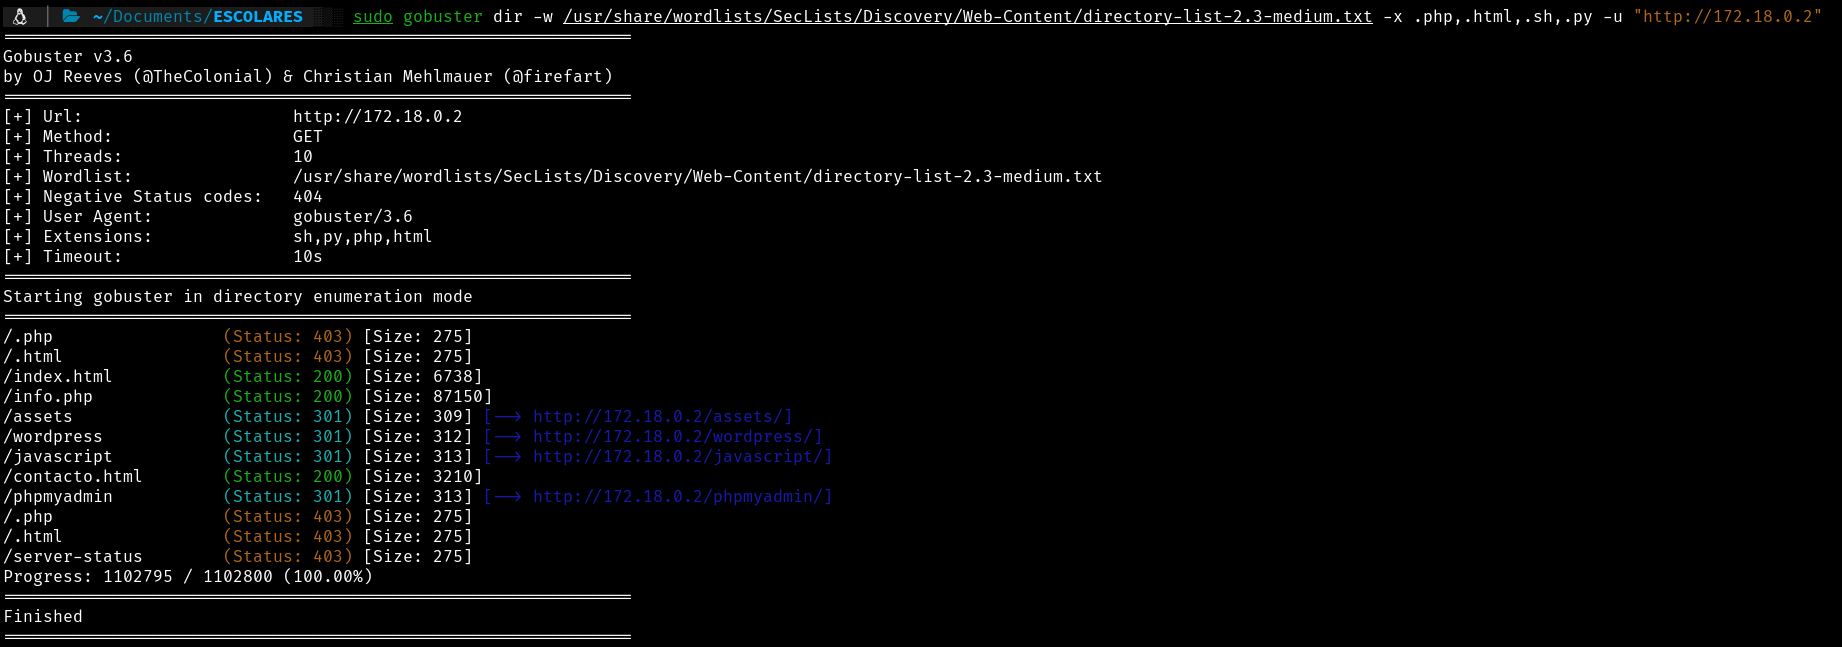 ~/Documents/ESCOLARES sudo gobuster dir -w /usr/share/wordlists/SecLists/Discovery/Web-Content/directory-list-2.3-medium.txt -x .php,.html,.sh,.py -u "http://172.18.0.2"
===============================================================
Gobuster v3.6
by OJ Reeves (@TheColonial) & Christian Mehlmauer (@firefart)
===============================================================
[+] Url:                     http://172.18.0.2
[+] Method:                  GET
[+] Threads:                 10
[+] Wordlist:                /usr/share/wordlists/SecLists/Discovery/Web-Content/directory-list-2.3-medium.txt
[+] Negative Status codes:   404
[+] User Agent:              gobuster/3.6
[+] Extensions:              sh,py,php,html
[+] Timeout:                 10s
===============================================================
Starting gobuster in directory enumeration mode
===============================================================
/.php                 (Status: 403) [Size: 275]
/.html                (Status: 403) [Size: 275]
/index.html           (Status: 200) [Size: 6738]
/info.php             (Status: 200) [Size: 87150]
/assets               (Status: 301) [Size: 309] [--> http://172.18.0.2/assets/]
/wordpress            (Status: 301) [Size: 312] [--> http://172.18.0.2/wordpress/]
/javascript           (Status: 301) [Size: 313] [--> http://172.18.0.2/javascript/]
/contacto.html        (Status: 200) [Size: 3210]
/phpmyadmin           (Status: 301) [Size: 313] [--> http://172.18.0.2/phpmyadmin/]
/.php                 (Status: 403) [Size: 275]
/.html                (Status: 403) [Size: 275]
/server-status        (Status: 403) [Size: 275]
Progress: 1102795 / 1102800 (100.00%)
===============================================================
Finished
===============================================================